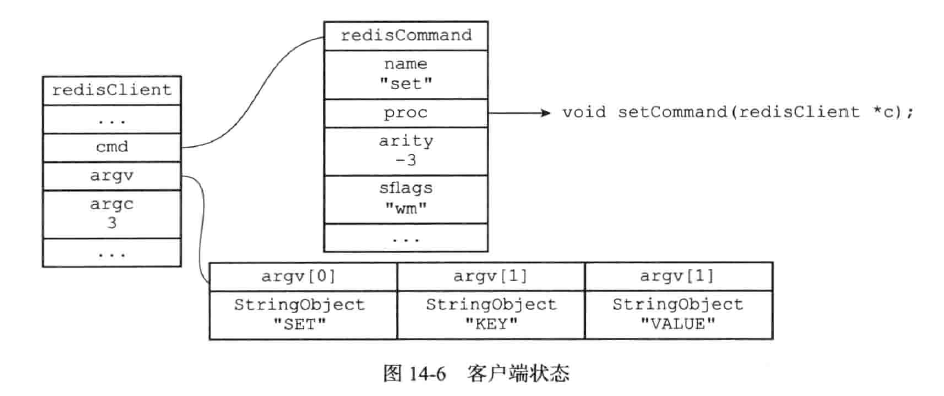 redisCommand
name
"set"
proc
void setCommand(redisClient *c);
arity
-3
sflags
"wm"
...
redisClient
...
cmd
argv
argc
3
...
argv[0]
argv[1]
argv[1]
StringObject
"SET"
StringObject
"KEY"
StringObject
"VALUE"
图 14-6 客户端状态